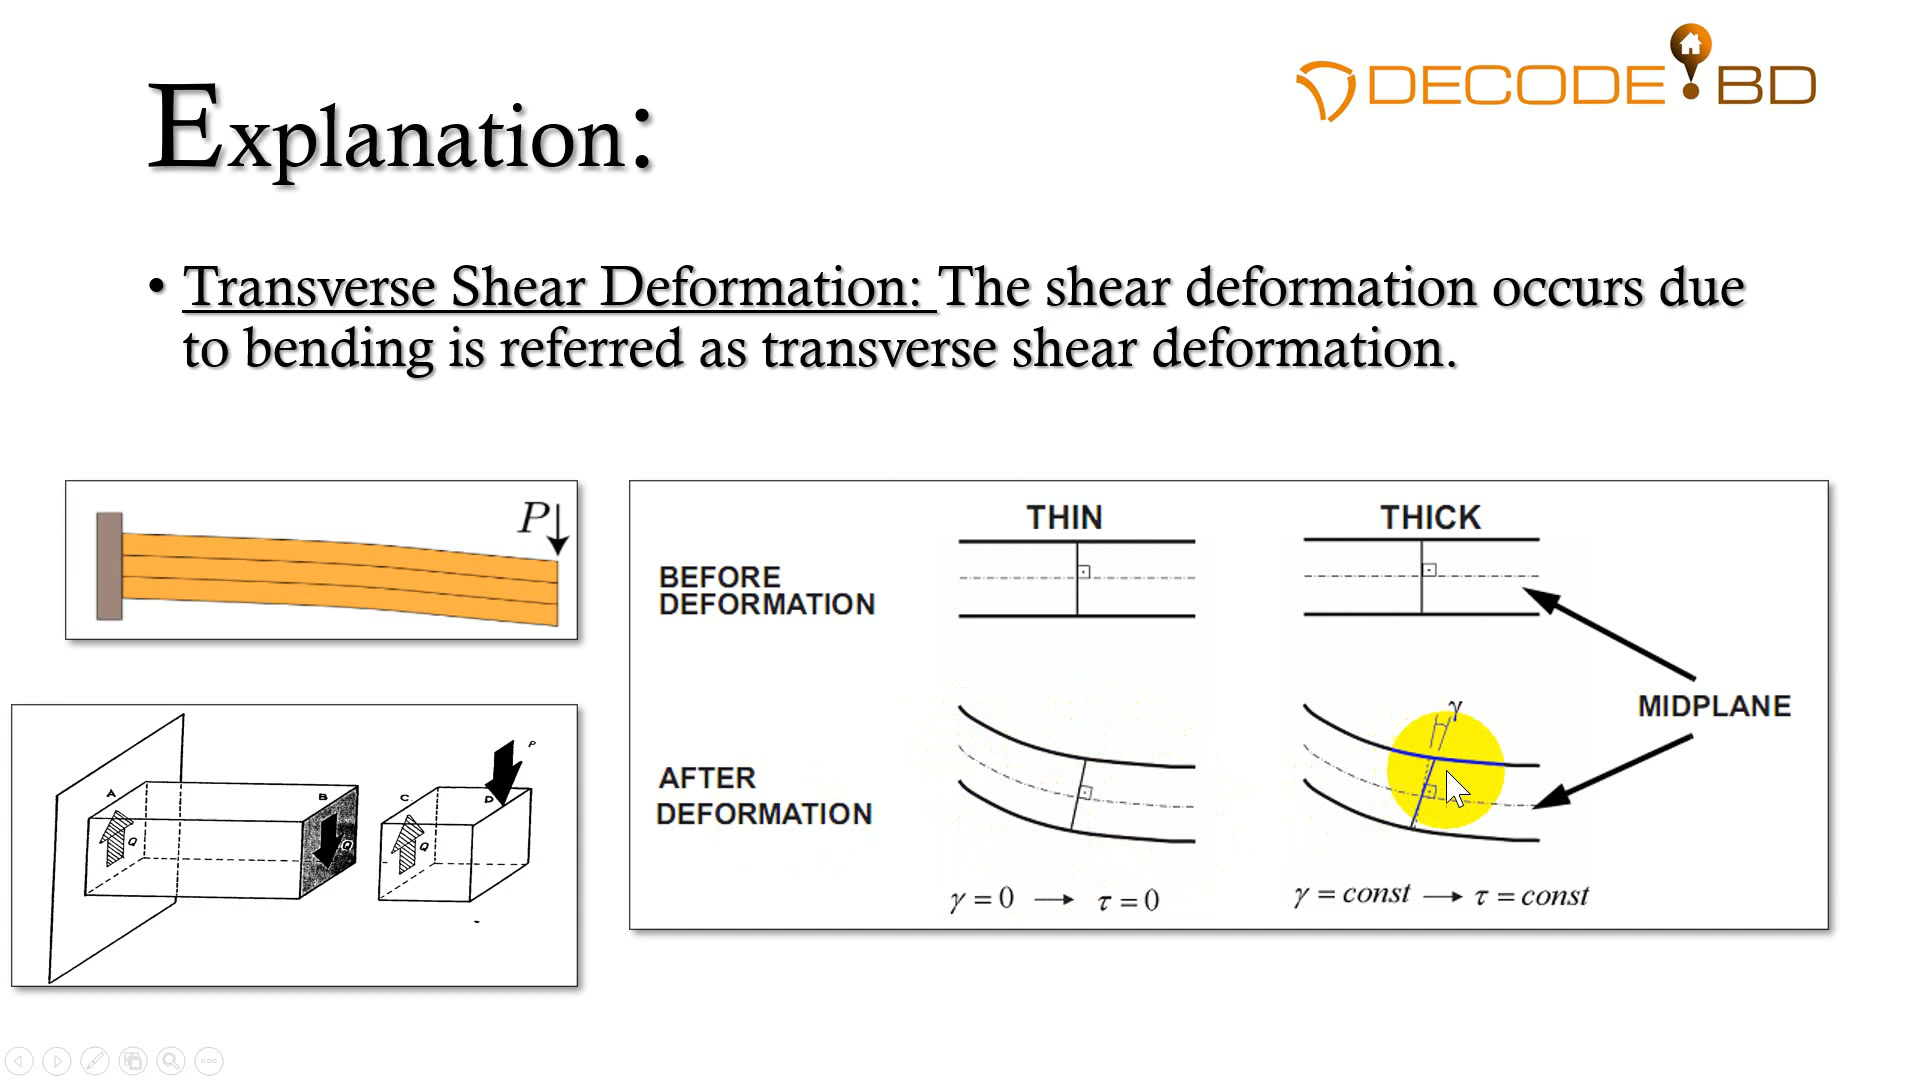 DECODE BD
Explanation:
• Transverse Shear Deformation: The shear deformation occurs due
to bending is referred as transverse shear deformation.
P
THIN
THICK
BEFORE
DEFORMATION
γ
MIDPLANE
AFTER
DEFORMATION
γ = 0 → τ = 0
γ = const → τ = const
P
A
B
C
D
Q
Q
Q